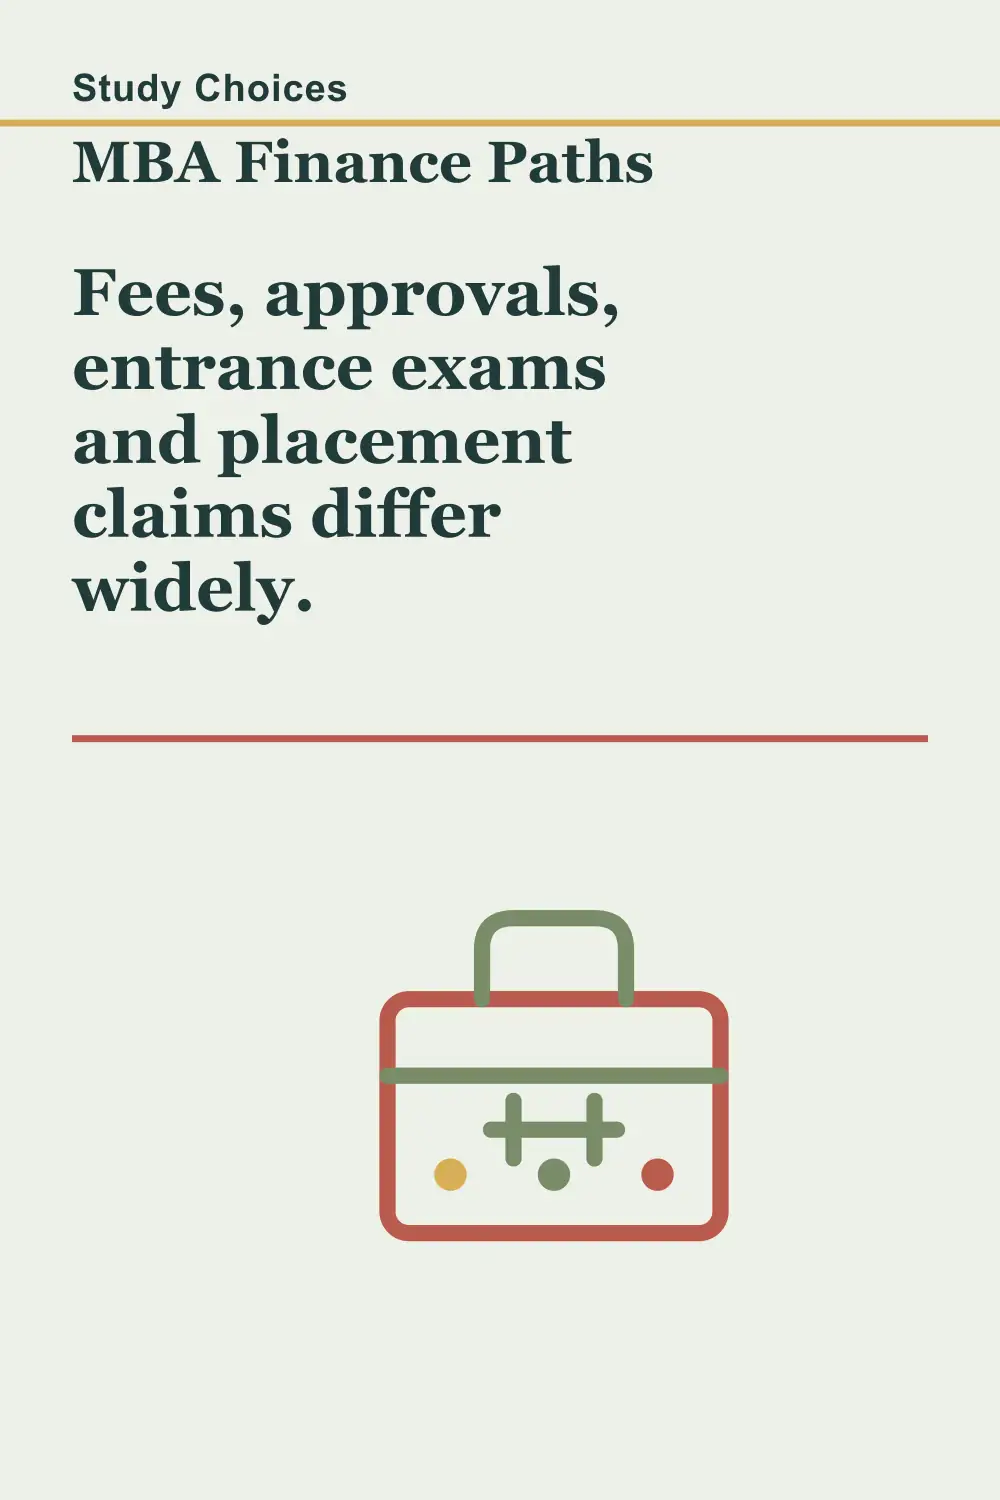 Study Choices
MBA Finance Paths
Fees, approvals,
entrance exams
and placement
claims differ
widely.